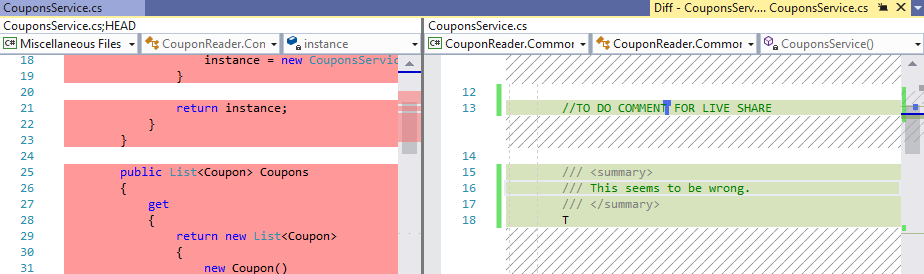 CouponsService.cs
Diff - CouponsServ.... CouponsService.cs
CouponsService.cs;HEAD
CouponsService.cs
C# Miscellaneous Files
CouponReader.Con
instance
C# CouponReader.Commor
CouponReader.Commor
CouponsService()
18 instance = new CouponsServic
19 }
20
21 return instance;
22 }
23 }
24
25 public List<Coupon> Coupons
26 {
27 get
28 {
29 return new List<Coupon>
30 {
31 new Coupon()
12
13 //TO DO COMMENT FOR LIVE SHARE
14
15 /// <summary>
16 /// This seems to be wrong.
17 /// </summary>
18 T